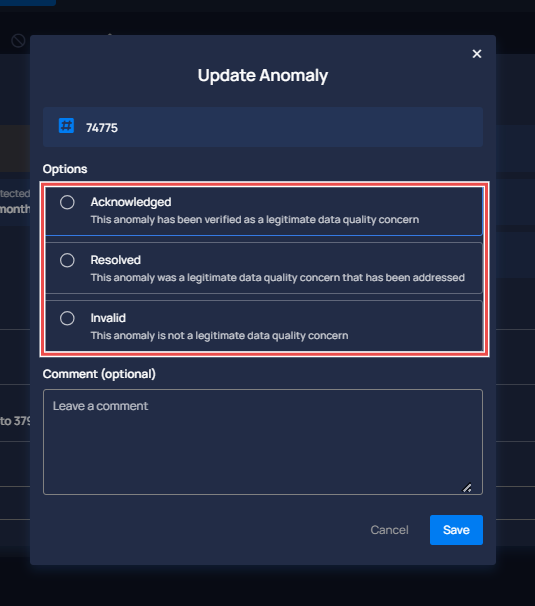 Update Anomaly
74775
Options
tected
month
Acknowledged
This anomaly has been verified as a legitimate data quality concern
Resolved
This anomaly was a legitimate data quality concern that has been addressed
Invalid
This anomaly is not a legitimate data quality concern
Comment (optional)
Leave a comment
to 379
Cancel
Save